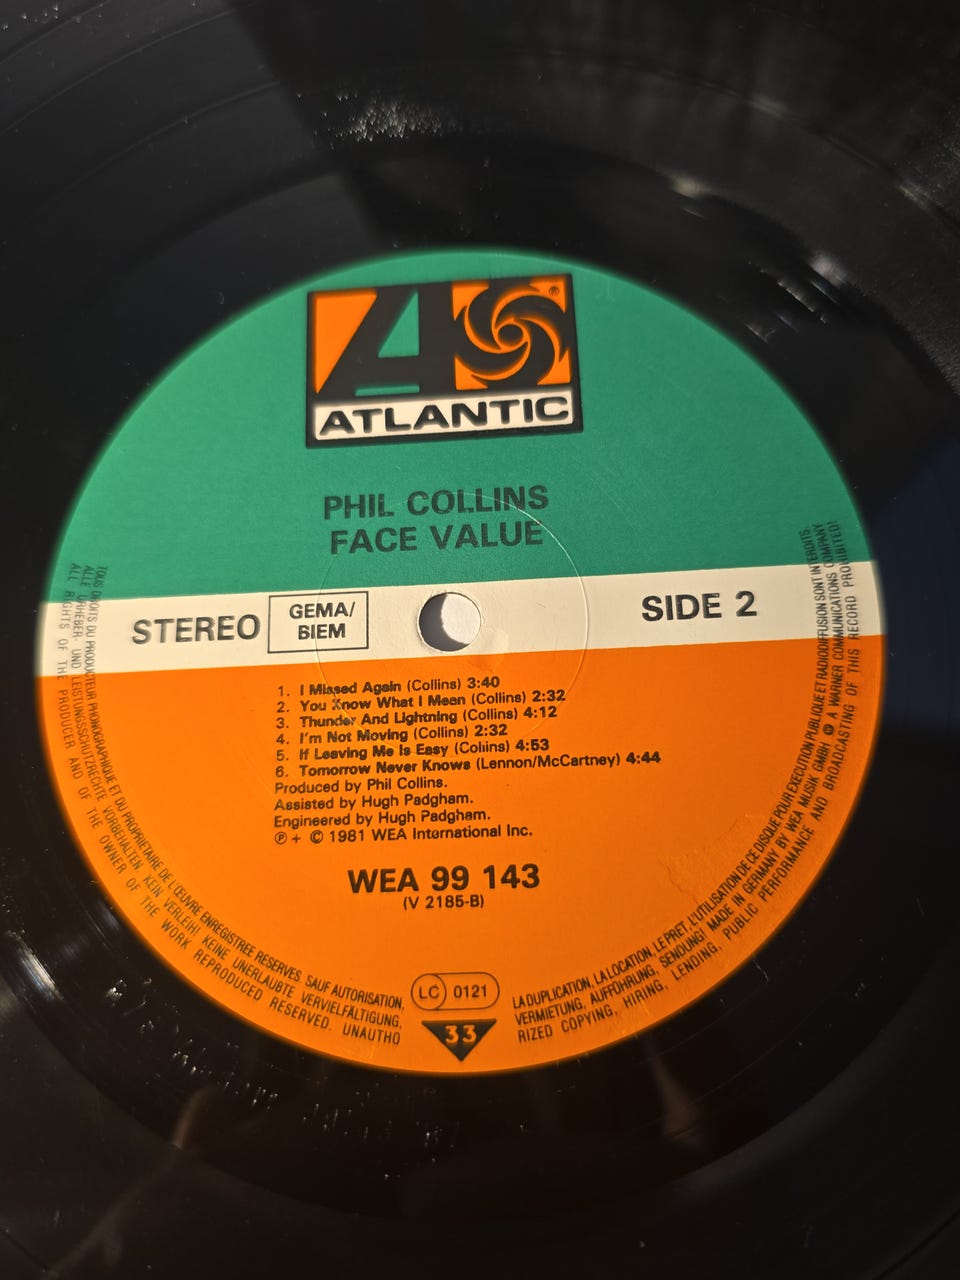 A
®
ATLANTIC
PHIL COLLINS
FACE VALUE
STEREO
GEMA/
BIEM
SIDE 2
1. I Missed Again (Collins) 3:40
2. You Know What I Mean (Collins) 2:32
3. Thunder And Lightning (Collins) 4:12
4. I'm Not Moving (Collins) 2:32
5. If Leaving Me Is Easy (Collins) 4:53
6. Tomorrow Never Knows (Lennon/McCartney) 4:44
Produced by Phil Collins.
Assisted by Hugh Padgham.
Engineered by Hugh Padgham.
℗ + © 1981 WEA International Inc.
WEA 99 143
(V 2185-B)
LC 0121
33
TOUS DROITS DU PRODUCTEUR PHONOGRAPHIQUE ET DU PROPRIETAIRE DE L'ŒUVRE ENREGISTREE RESERVES. SAUF AUTORISATION,
LA DUPLICATION, LA LOCATION, LE PRET, L'UTILISATION DE CE DISQUE POUR EXECUTION PUBLIQUE ET RADIODIFFUSION SONT INTERDITS.
ALLE URHEBER- UND LEISTUNGSSCHUTZRECHTE VORBEHALTEN. KEIN VERLEIH! KEINE UNERLAUBTE VERVIELFÄLTIGUNG,
VERMIETUNG, AUFFÜHRUNG, SENDUNG! MADE IN GERMANY BY WEA MUSIK GMBH. A WARNER COMMUNICATIONS COMPANY
ALL RIGHTS OF THE PRODUCER AND OF THE OWNER OF THE WORK REPRODUCED RESERVED. UNAUTHO
RIZED COPYING, HIRING, LENDING, PUBLIC PERFORMANCE AND BROADCASTING OF THIS RECORD PROHIBITED!